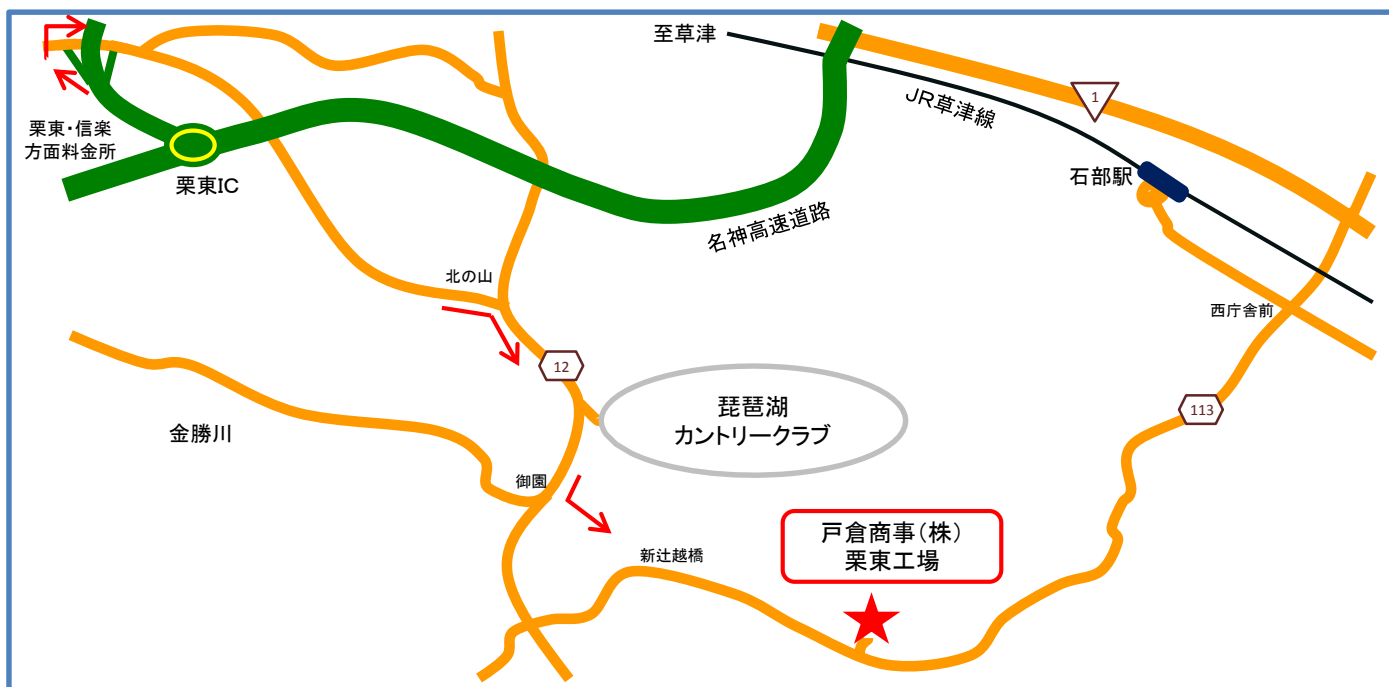 至草津
1
JR草津線
栗東・信楽
方面料金所
栗東IC
石部駅
名神高速道路
北の山
西庁舎前
12
琵琶湖
カントリークラブ
113
金勝川
御園
戸倉商事(株)
栗東工場
新辻越橋